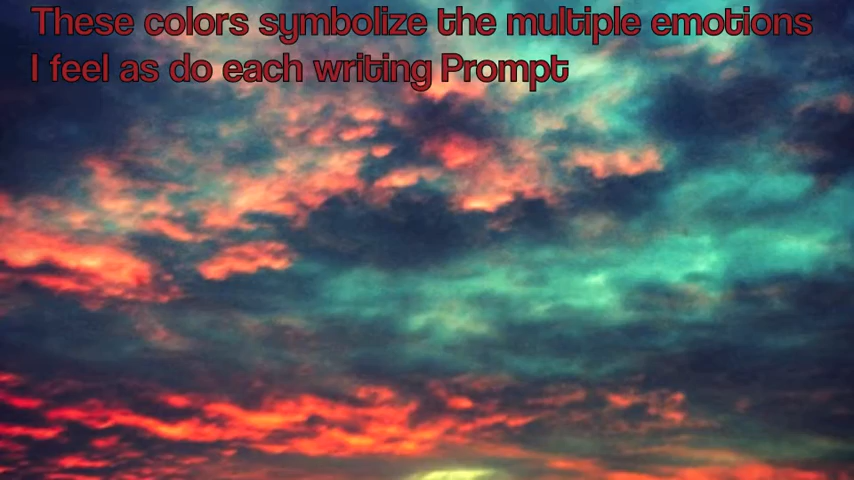 These colors symbolize the multiple emotions
I feel as do each writing Prompt